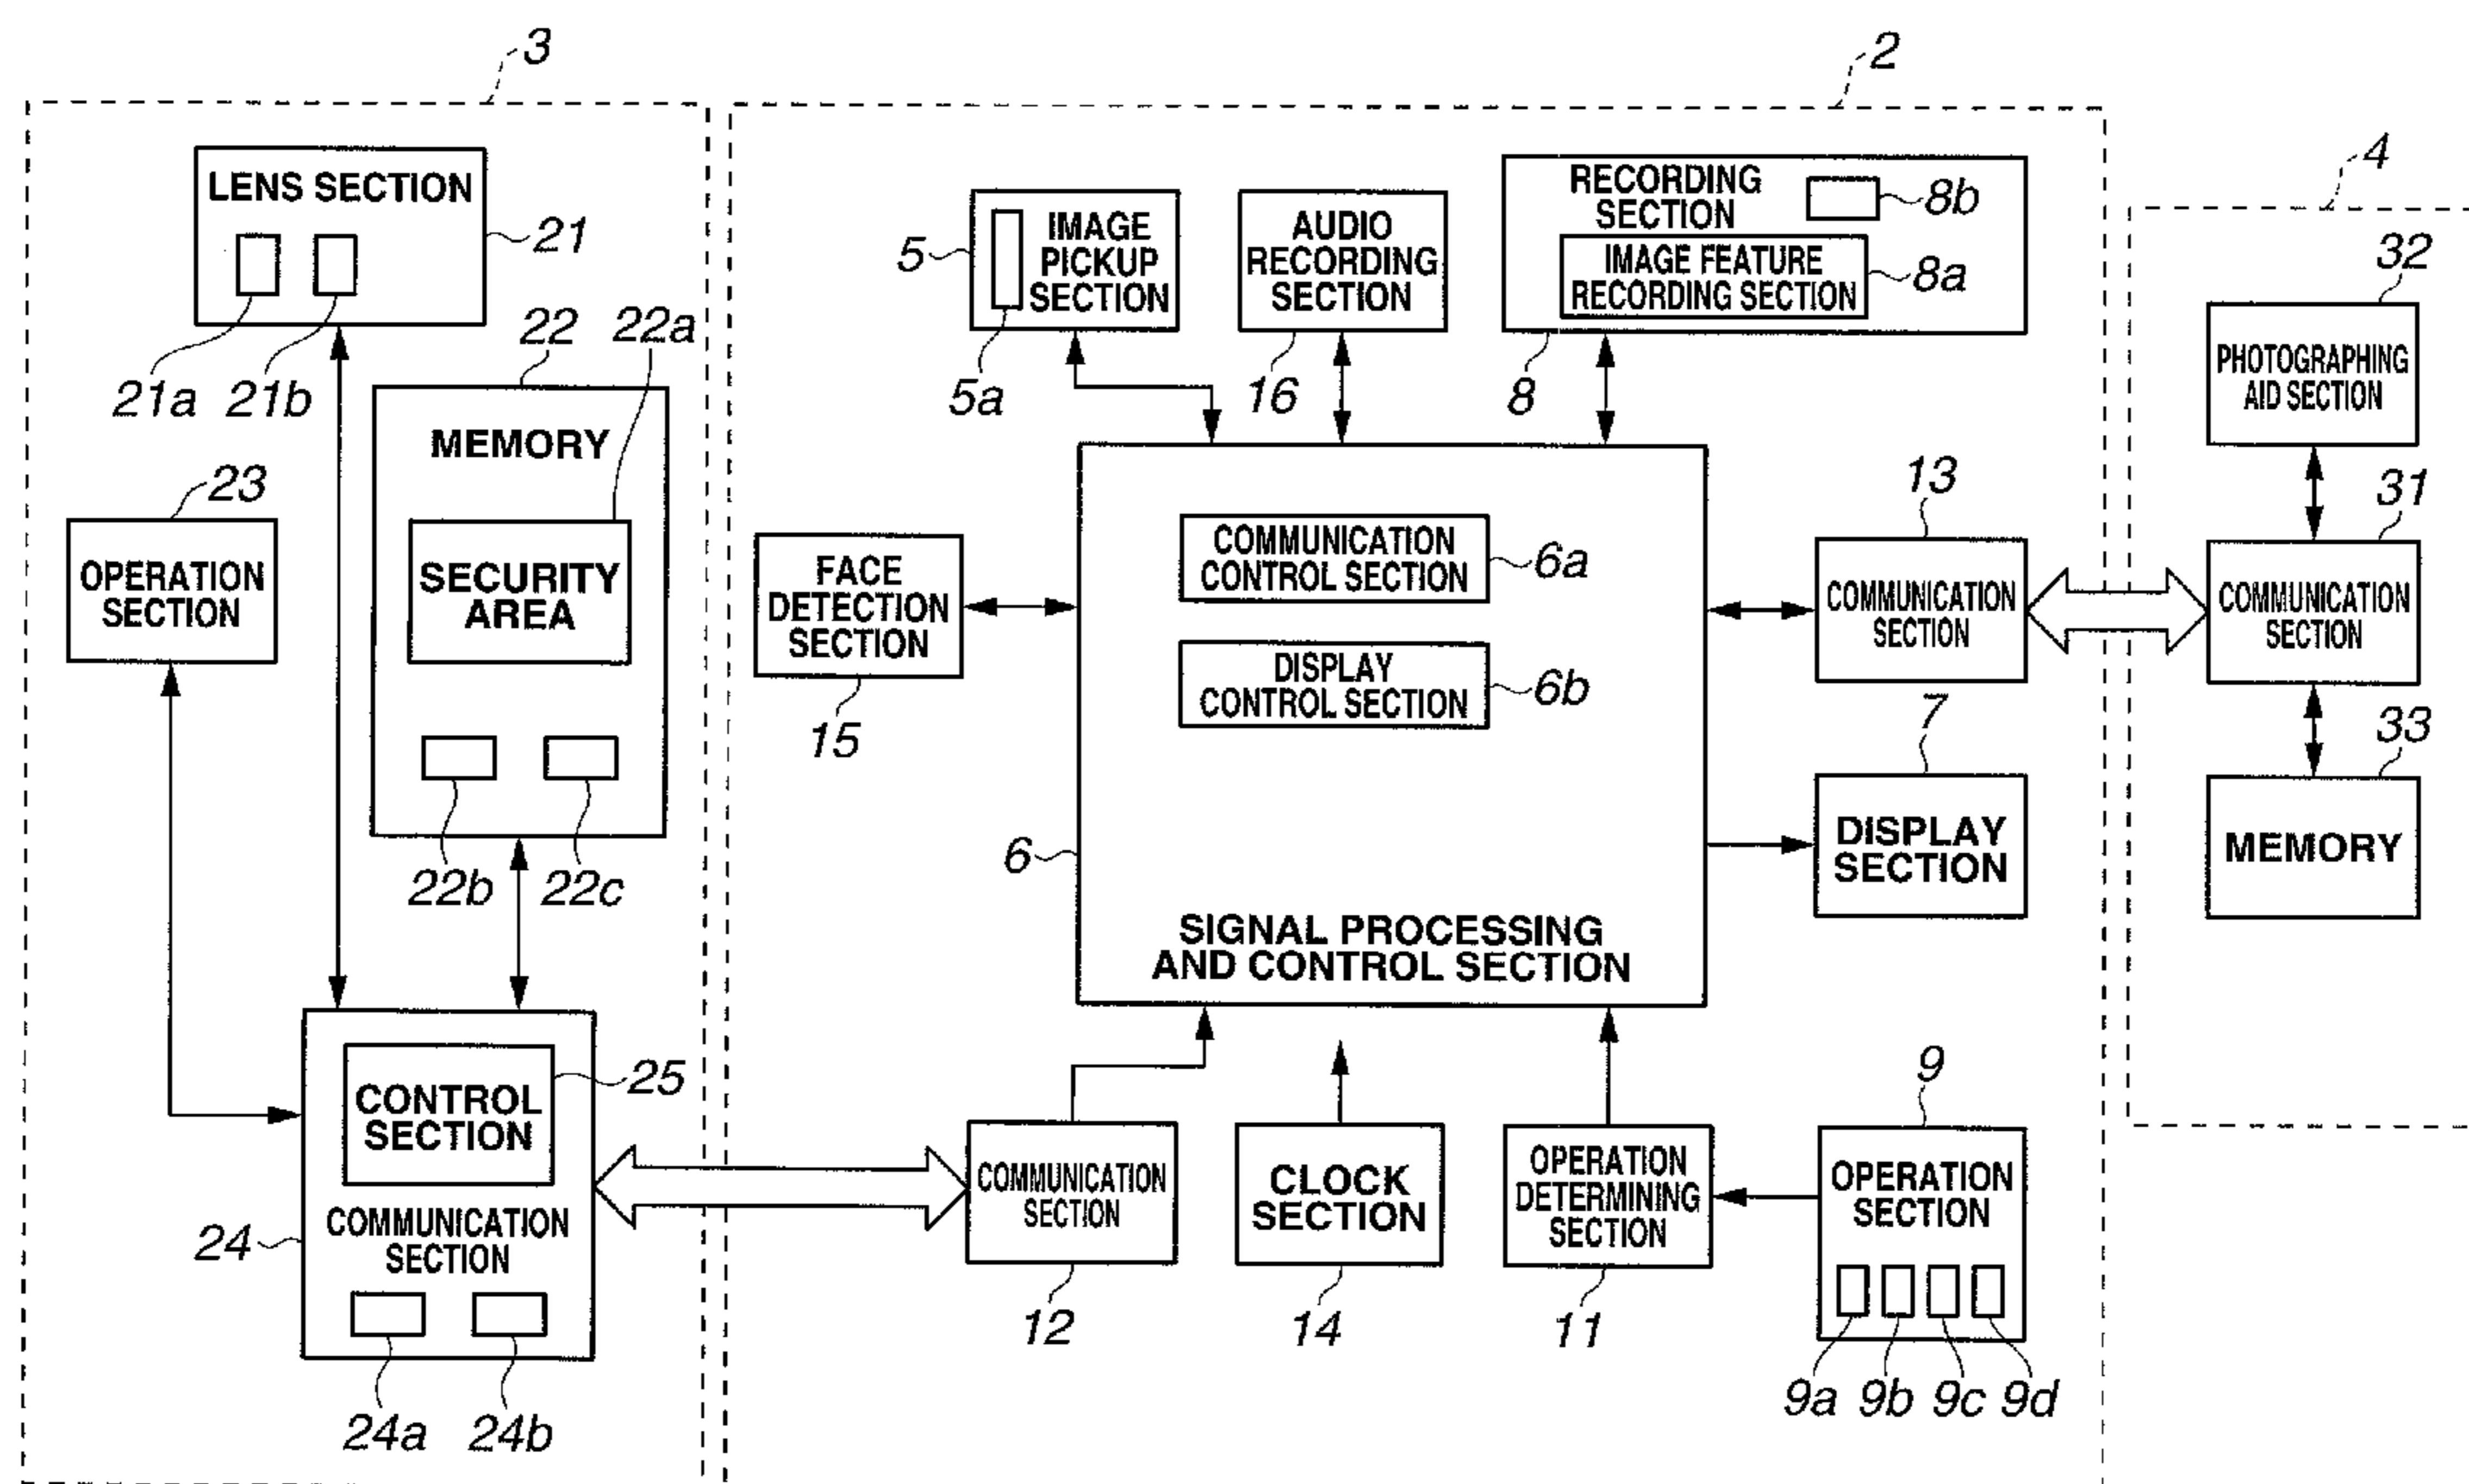 3
LENS SECTION
21
21a
21b
22
22a
MEMORY
SECURITY
AREA
22b
22c
23
OPERATION
SECTION
CONTROL
SECTION
25
COMMUNICATION
SECTION
24
24a
24b
2
5
IMAGE
PICKUP
SECTION
5a
AUDIO
RECORDING
SECTION
16
RECORDING
SECTION
8b
IMAGE FEATURE
RECORDING SECTION
8a
8
FACE
DETECTION
SECTION
15
COMMUNICATION
CONTROL SECTION
6a
DISPLAY
CONTROL SECTION
6b
6
SIGNAL PROCESSING
AND CONTROL SECTION
13
COMMUNICATION
SECTION
7
DISPLAY
SECTION
COMMUNICATION
SECTION
12
CLOCK
SECTION
14
OPERATION
DETERMINING
SECTION
11
9
OPERATION
SECTION
9a
9b
9c
9d
4
32
PHOTOGRAPHING
AID SECTION
31
COMMUNICATION
SECTION
33
MEMORY